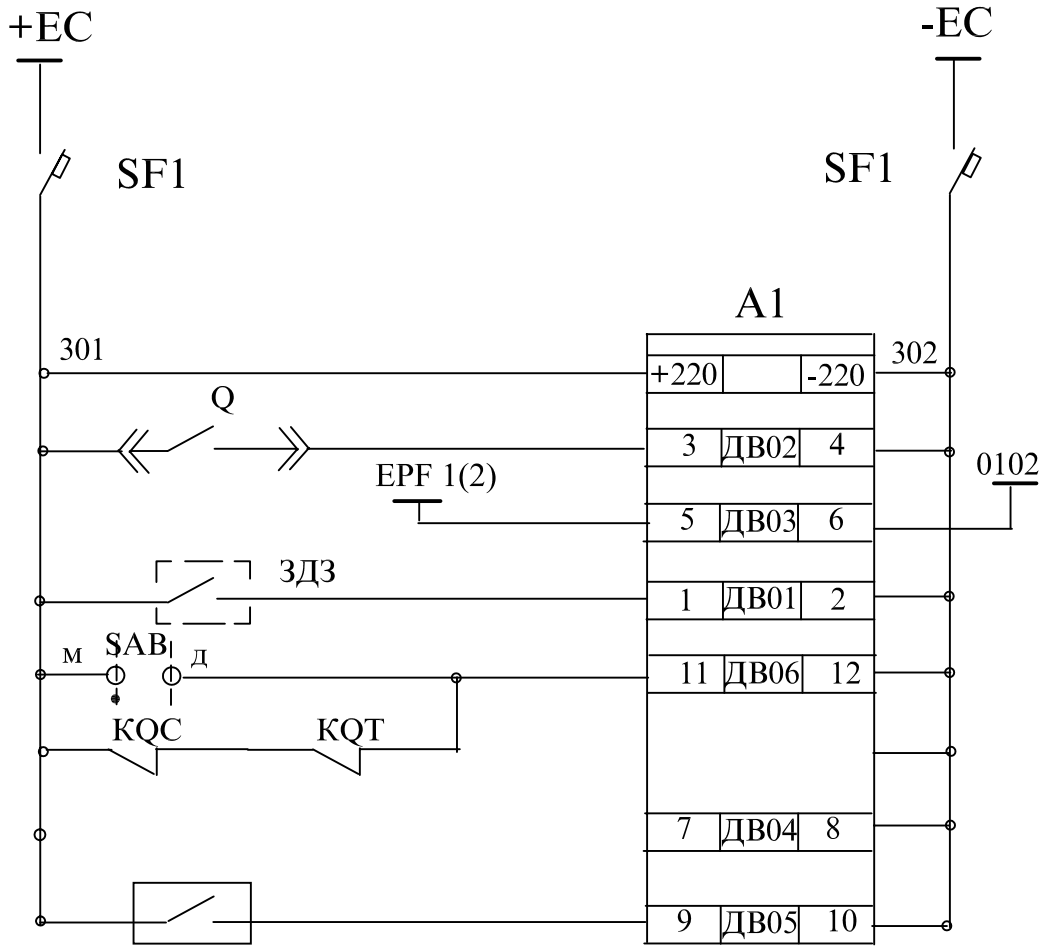 +EC
-EC
SF1
SF1
A1
301
+220
-220
302
Q
3 ДВ02 4
EPF 1(2)
0102
5 ДВ03 6
ЗДЗ
1 ДВ01 2
SAB
м
д
11 ДВ06 12
KQC
KQT
7 ДВ04 8
9 ДВ05 10